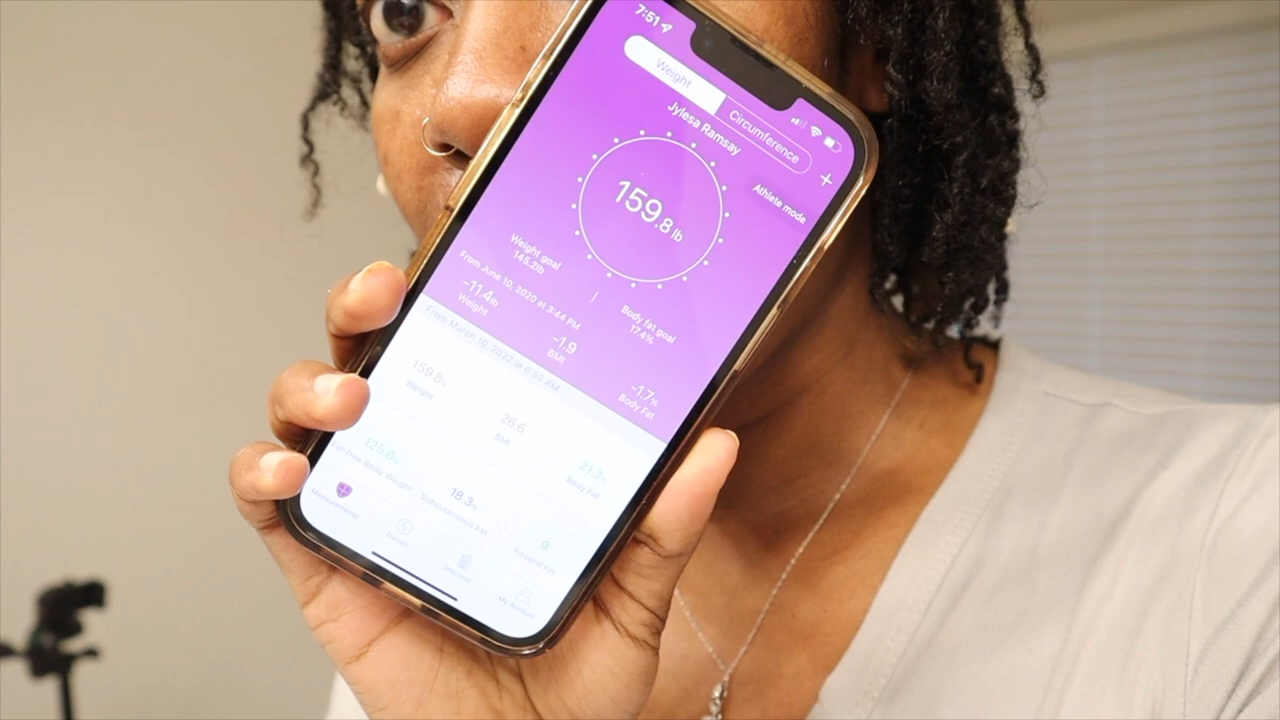 7:51
Weight
Circumference
Jylesa Ramsay
+
159.8 lb
Athlete mode
Weight goal
145.2lb
Body fat goal
17.4%
From June 10, 2020 at 3:44 PM
-11.4lb
Weight
-1.9
BMI
-1.7%
Body Fat
From March 10, 2022 at 6:55 AM
159.8lb
Weight
26.6
BMI
21.3%
Body Fat
125.8lb
Fat-free Body Weight
18.3%
Subcutaneous Fat
9
Visceral Fat
Measurements
Trends
Discover
My Account